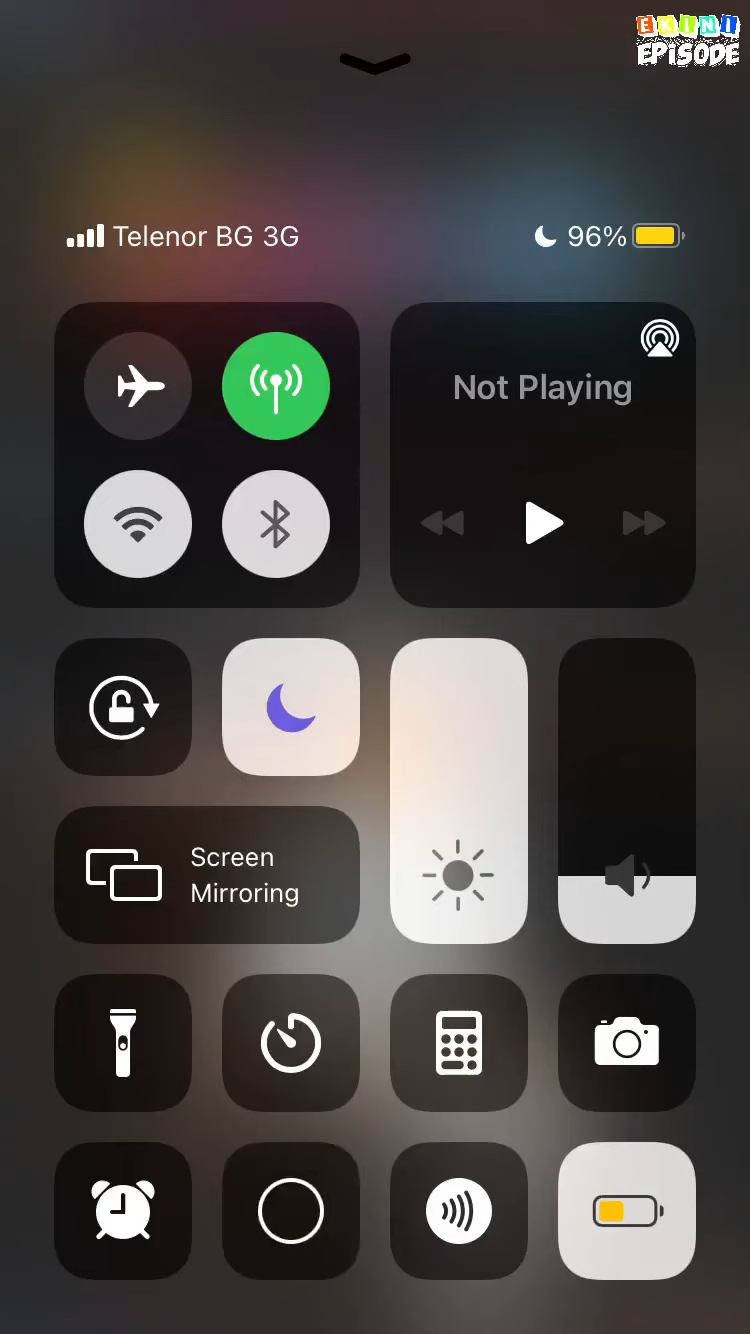 EKINI
EPISODE
Telenor BG 3G
96%
Not Playing
Screen
Mirroring